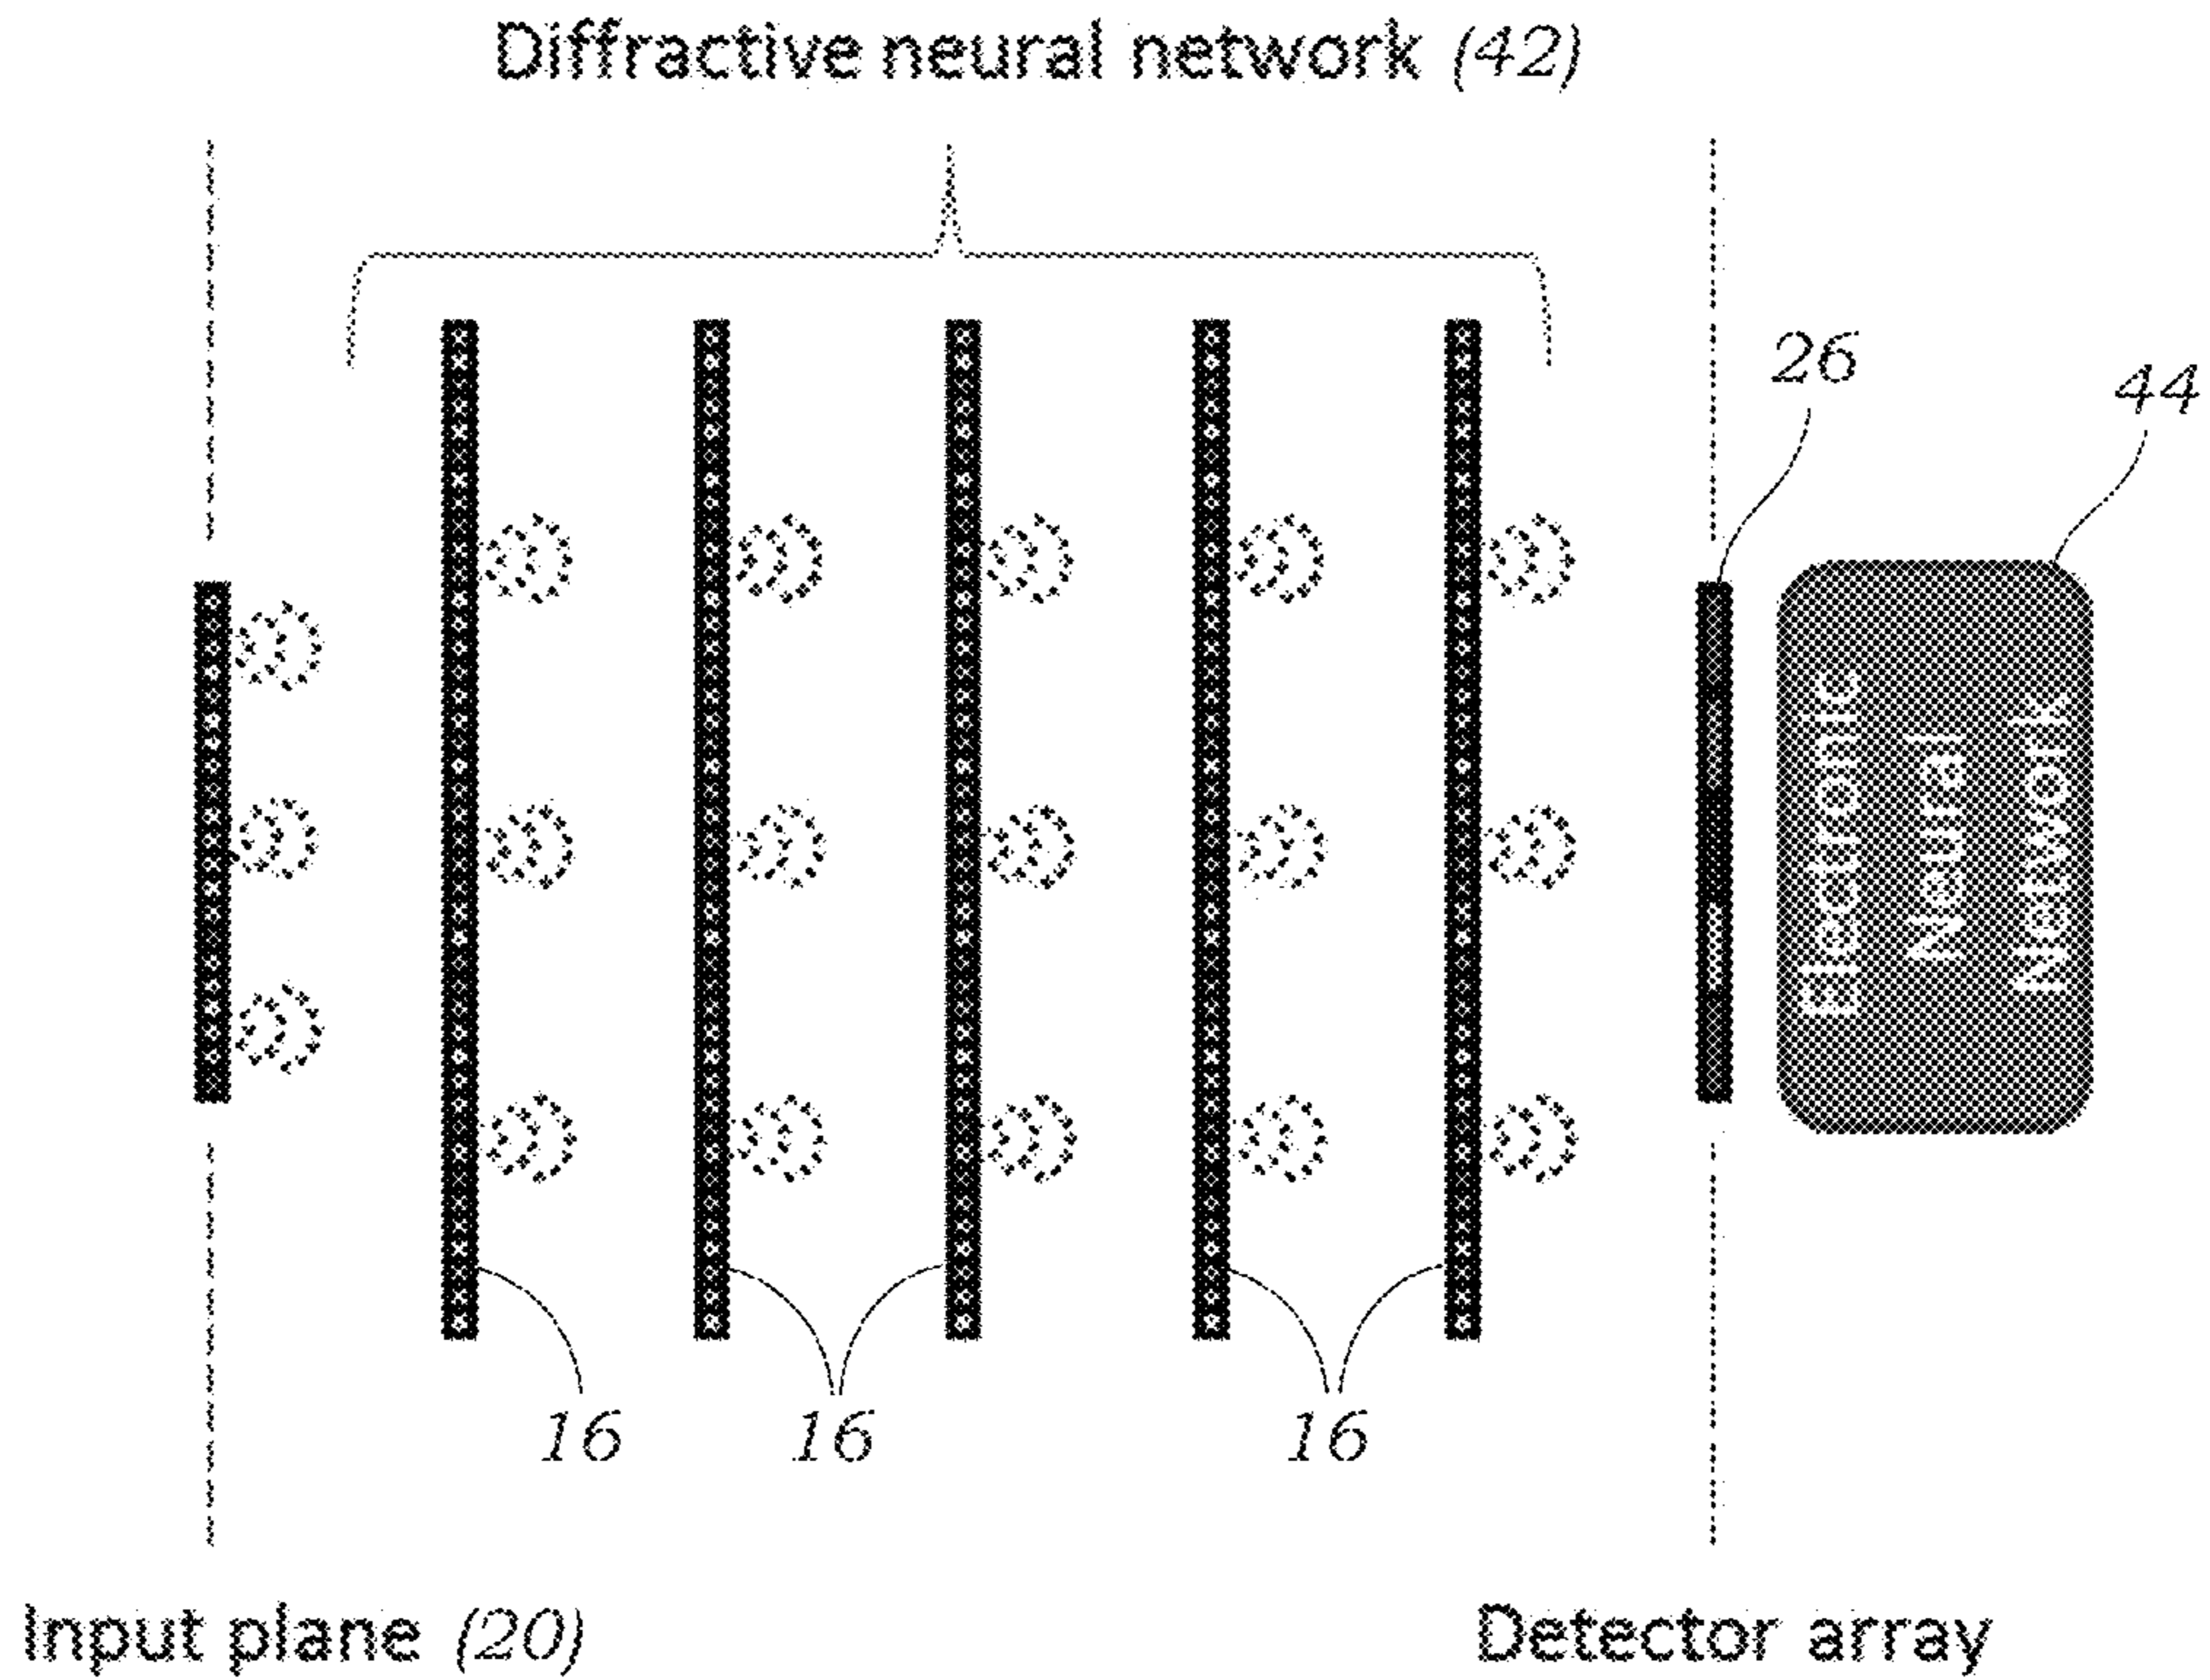 Diffractive neural network (42)
26
44
Electronic
Neural
Network
16
16
16
Input plane (20)
Detector array